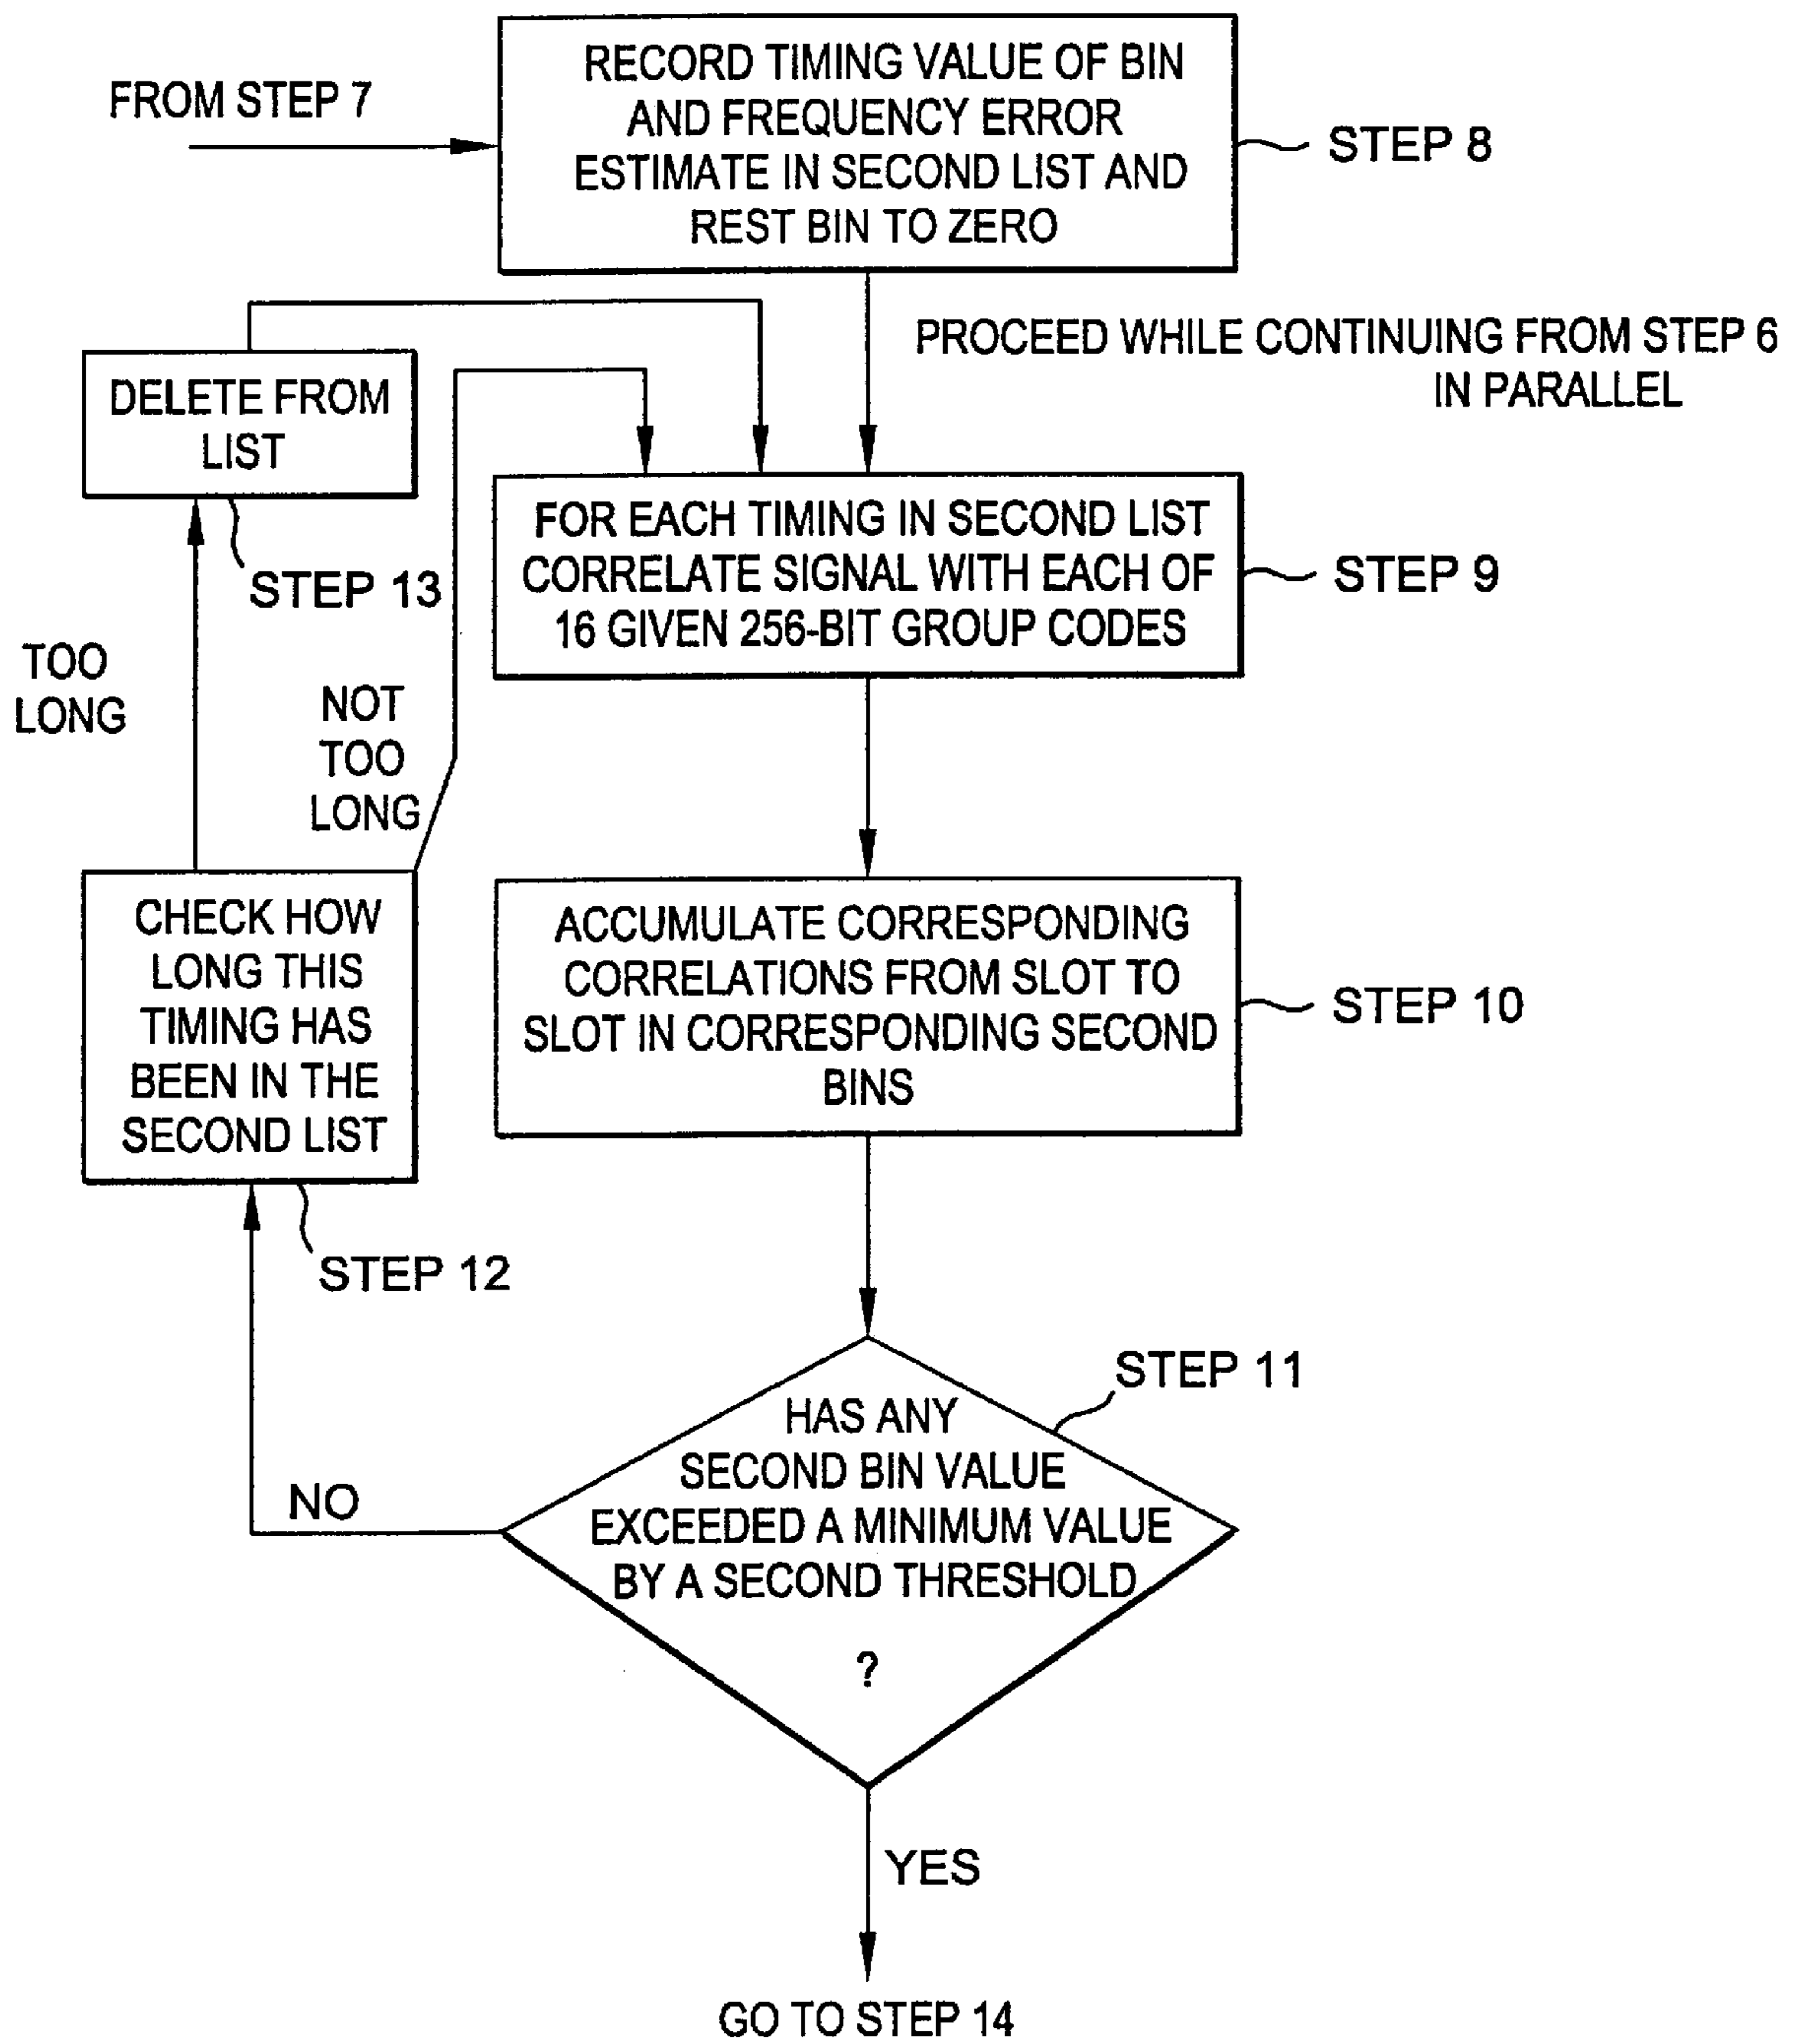 FROM STEP 7
RECORD TIMING VALUE OF BIN
AND FREQUENCY ERROR
ESTIMATE IN SECOND LIST AND
REST BIN TO ZERO
STEP 8
PROCEED WHILE CONTINUING FROM STEP 6
IN PARALLEL
DELETE FROM
LIST
STEP 13
FOR EACH TIMING IN SECOND LIST
CORRELATE SIGNAL WITH EACH OF
16 GIVEN 256-BIT GROUP CODES
STEP 9
TOO
LONG
NOT
TOO
LONG
CHECK HOW
LONG THIS
TIMING HAS
BEEN IN THE
SECOND LIST
STEP 12
ACCUMULATE CORRESPONDING
CORRELATIONS FROM SLOT TO
SLOT IN CORRESPONDING SECOND
BINS
STEP 10
STEP 11
HAS ANY
SECOND BIN VALUE
EXCEEDED A MINIMUM VALUE
BY A SECOND THRESHOLD
?
NO
YES
GO TO STEP 14